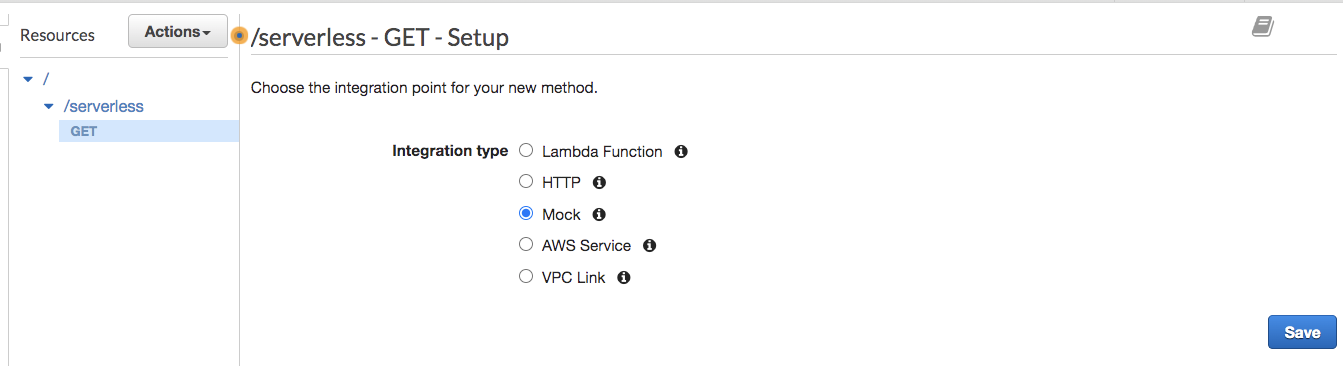 Resources
Actions
/serverless - GET - Setup
/
/serverless
GET
Choose the integration point for your new method.
Integration type
Lambda Function
HTTP
Mock
AWS Service
VPC Link
Save